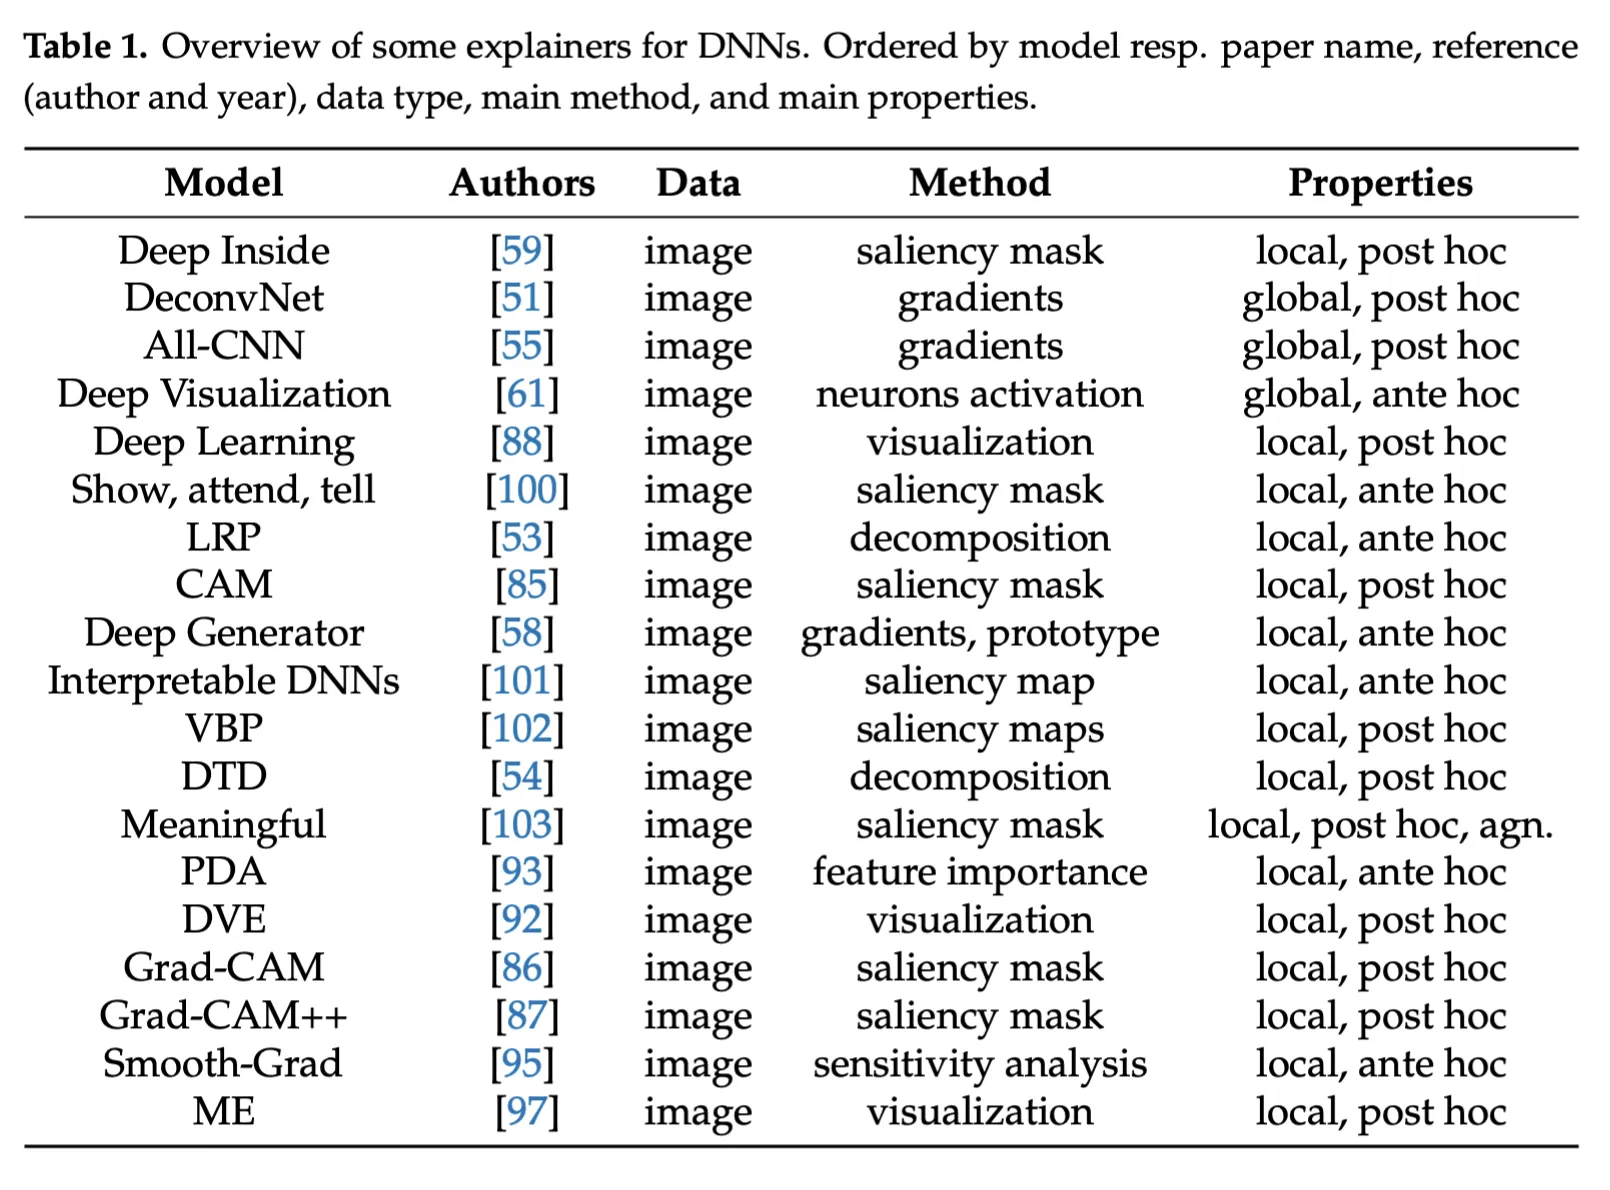 Table 1. Overview of some explainers for DNNs. Ordered by model resp. paper name, reference
(author and year), data type, main method, and main properties.
Model Authors Data Method Properties
Deep Inside [59] image saliency mask local, post hoc
DeconvNet [51] image gradients global, post hoc
All-CNN [55] image gradients global, post hoc
Deep Visualization [61] image neurons activation global, ante hoc
Deep Learning [88] image visualization local, post hoc
Show, attend, tell [100] image saliency mask local, ante hoc
LRP [53] image decomposition local, ante hoc
CAM [85] image saliency mask local, post hoc
Deep Generator [58] image gradients, prototype local, ante hoc
Interpretable DNNs [101] image saliency map local, ante hoc
VBP [102] image saliency maps local, post hoc
DTD [54] image decomposition local, post hoc
Meaningful [103] image saliency mask local, post hoc, agn.
PDA [93] image feature importance local, ante hoc
DVE [92] image visualization local, post hoc
Grad-CAM [86] image saliency mask local, post hoc
Grad-CAM++ [87] image saliency mask local, post hoc
Smooth-Grad [95] image sensitivity analysis local, ante hoc
ME [97] image visualization local, post hoc